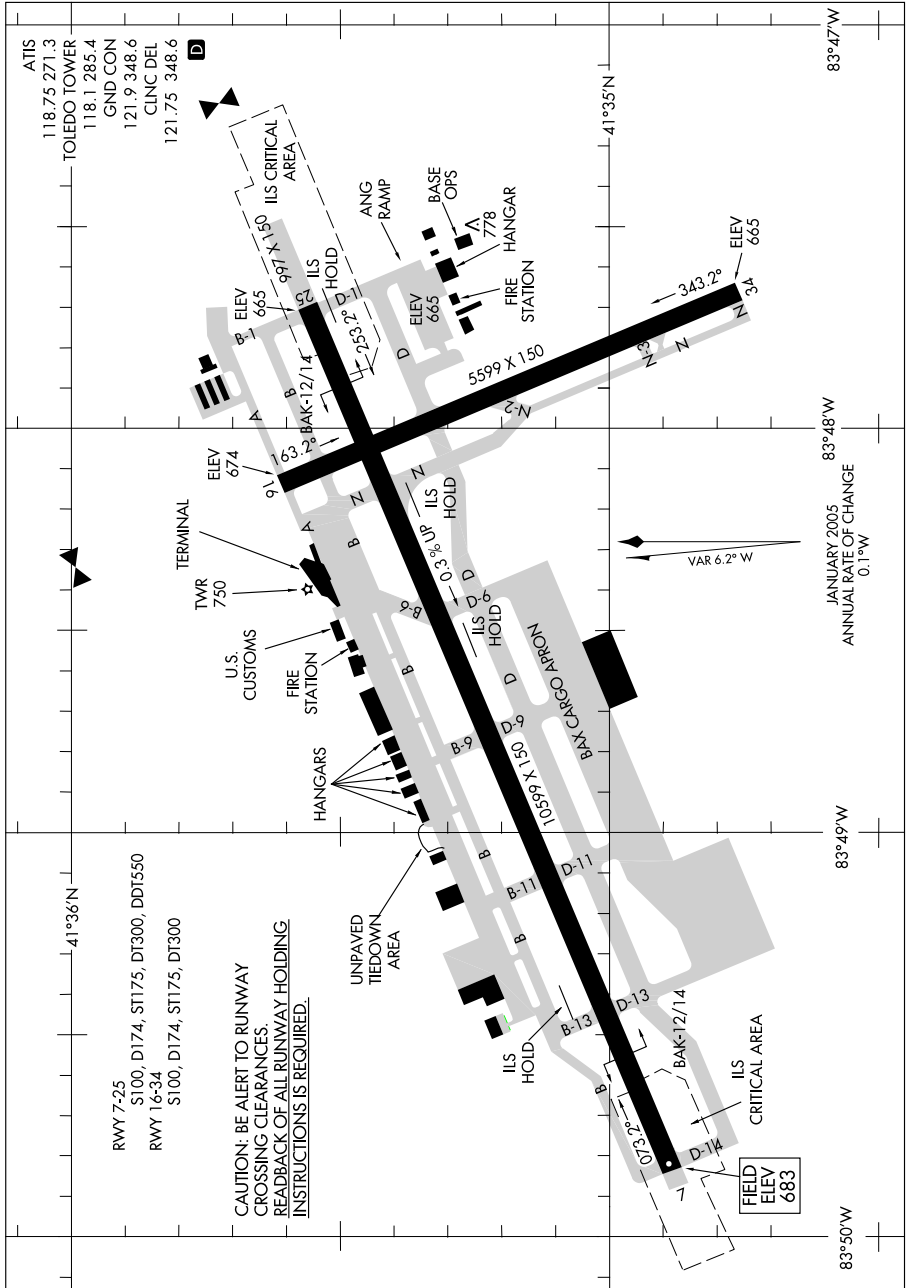 ATIS
118.75 271.3
TOLEDO TOWER
118.1 285.4
GND CON
121.9 348.6
CLNC DEL
121.75 348.6
D
83°47'W
41°35'N
ILS CRITICAL
AREA
ANG
RAMP
BASE
OPS
778
HANGAR
997 X 150
ILS
HOLD
ELEV
665
25
D-1
B-1
253.2°
ELEV
665
FIRE
STATION
ELEV
665
343.2°
34
N
N-3
N
5599 X 150
N-2
D
A
B
BAK-12/14
163.2°
ELEV
674
16
83°48'W
TERMINAL
TWR
750
A
N
N
B
ILS
HOLD
0.3% UP
D
D-6
B-6
ILS
HOLD
VAR 6.2° W
JANUARY 2005
ANNUAL RATE OF CHANGE
0.1°W
U.S.
CUSTOMS
FIRE
STATION
B
D
BAX CARGO APRON
D-9
B-9
HANGARS
10599 X 150
41°36'N
83°49'W
B
D-11
B-11
UNPAVED
TIEDOWN
AREA
B
RWY 7-25
S100, D174, ST175, DT300, DDT550
RWY 16-34
S100, D174, ST175, DT300
CAUTION: BE ALERT TO RUNWAY
CROSSING CLEARANCES.
READBACK OF ALL RUNWAY HOLDING
INSTRUCTIONS IS REQUIRED.
ILS
HOLD
B-13
D-13
BAK-12/14
ILS
CRITICAL AREA
B
073.2°
D-14
7
FIELD
ELEV
683
83°50'W